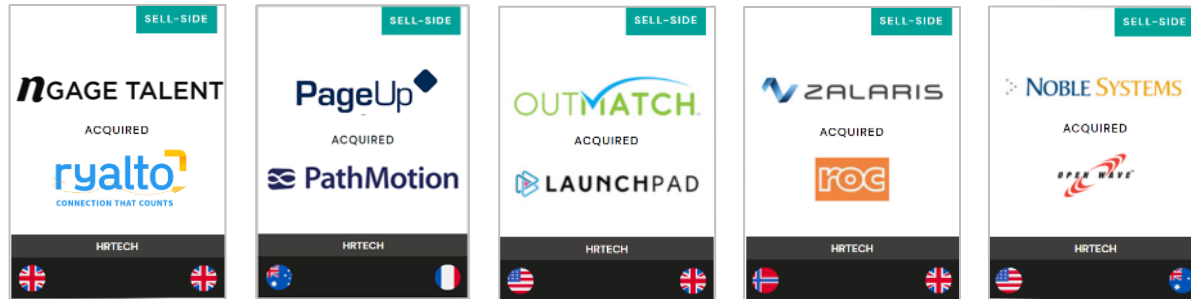 SELL-SIDE
nGAGE TALENT
ACQUIRED
ryalto
CONNECTION THAT COUNTS
HRTECH
SELL-SIDE
PageUp
ACQUIRED
PathMotion
HRTECH
SELL-SIDE
OUTMATCH
ACQUIRED
LAUNCHPAD
HRTECH
SELL-SIDE
ZALARIS
ACQUIRED
roc
HRTECH
SELL-SIDE
NOBLE SYSTEMS
ACQUIRED
OPEN WAVE
HRTECH